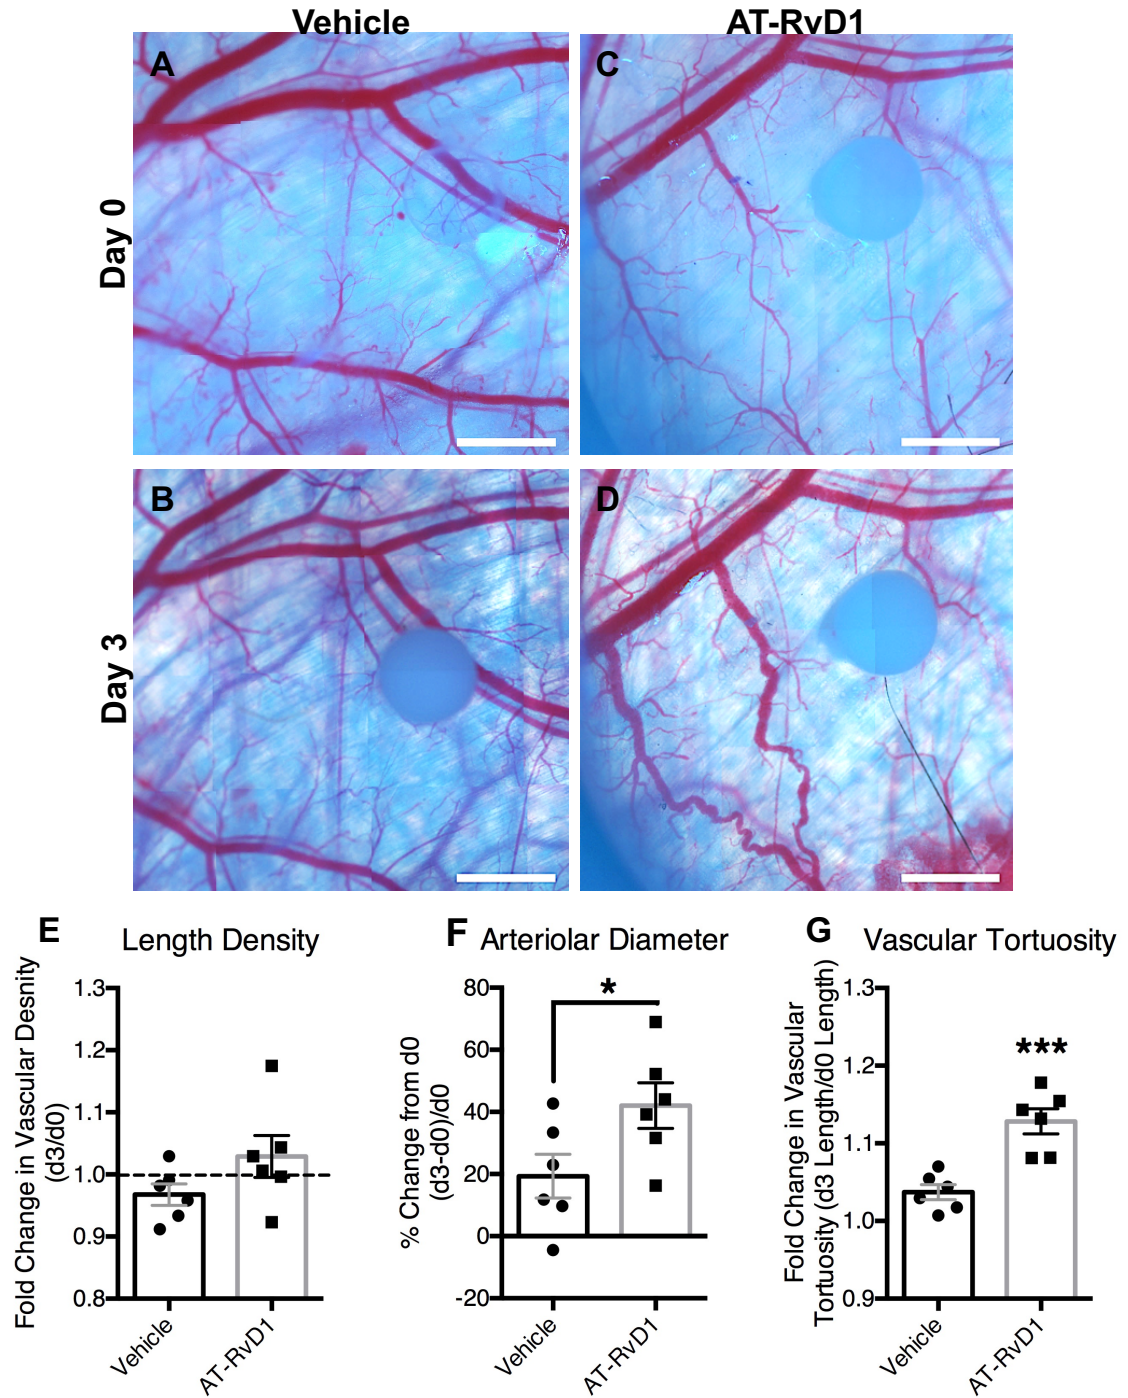 Vehicle
AT-RvD1
A
C
Day 0
B
D
Day 3
E
Length Density
Fold Change in Vascular Desnity
(d3/d0)
1.3
1.2
1.1
1.0
0.9
0.8
Vehicle
AT-RvD1
F
Arteriolar Diameter
% Change from d0
(d3-d0)/d0
80
60
40
20
0
-20
*
Vehicle
AT-RvD1
G
Vascular Tortuosity
Fold Change in Vascular
Tortuosity (d3 Length/d0 Length)
1.3
1.2
1.1
1.0
0.9
***
Vehicle
AT-RvD1